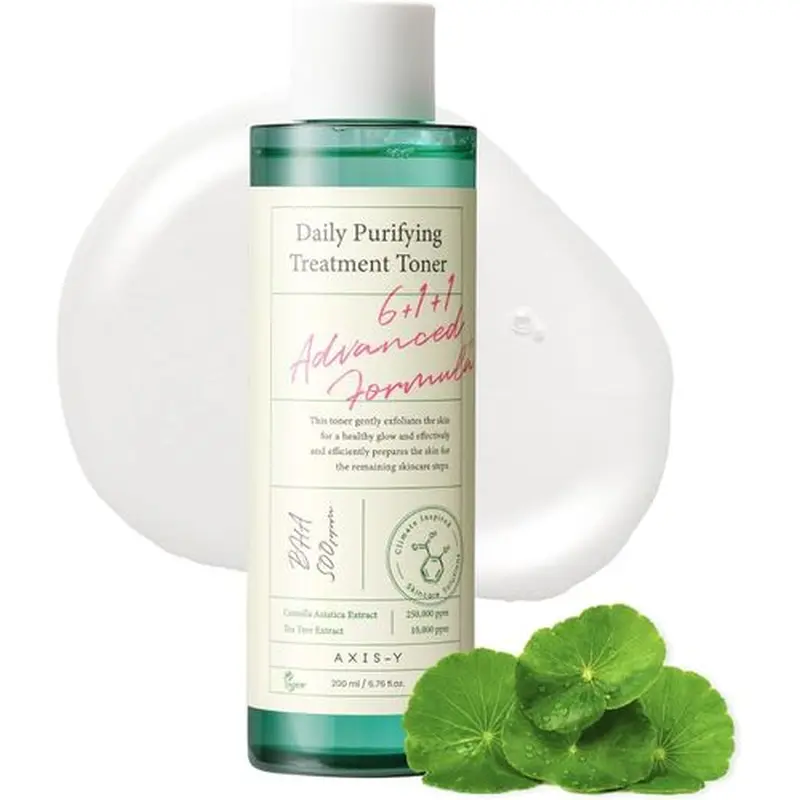 Daily Purifying
Treatment Toner
6+1+1
Advanced
Formula
This toner gently exfoliates the skin
for a healthy glow and effectively
and efficiently prepares the skin for
the remaining skincare steps.
BHA
500ppm
Climate Inspired
Skincare Solutions
Centella Asiatica Extract 250,000 ppm
Tea Tree Extract 10,000 ppm
AXIS-Y
Vegan 200 ml / 6.76 fl.oz.